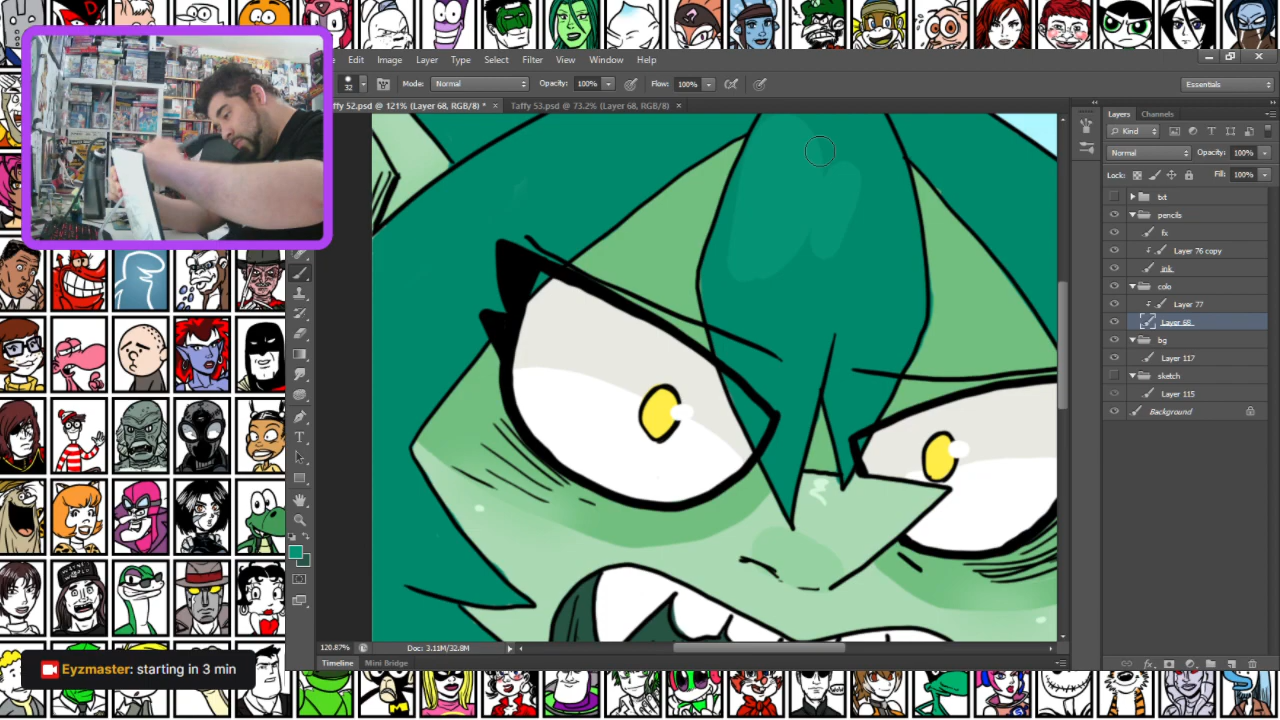 Edit Image Layer Type Select Filter View Window Help
32 Mode: Normal Opacity: 100% Flow: 100% Essentials
ffy 52.psd @ 121% (Layer 68, RGB/8) * × Taffy 53.psd @ 73.2% (Layer 68, RGB/8) ×
Layers Channels
Kind
Normal Opacity: 100%
Lock: Fill: 100%
txt
pencils
fx
Layer 76 copy
ink
colo
Layer 77
Layer 68
bg
Layer 117
sketch
Layer 115
Background
120.87% Doc: 3.11M/32.8M
Timeline Mini Bridge
Eyzmaster: starting in 3 min